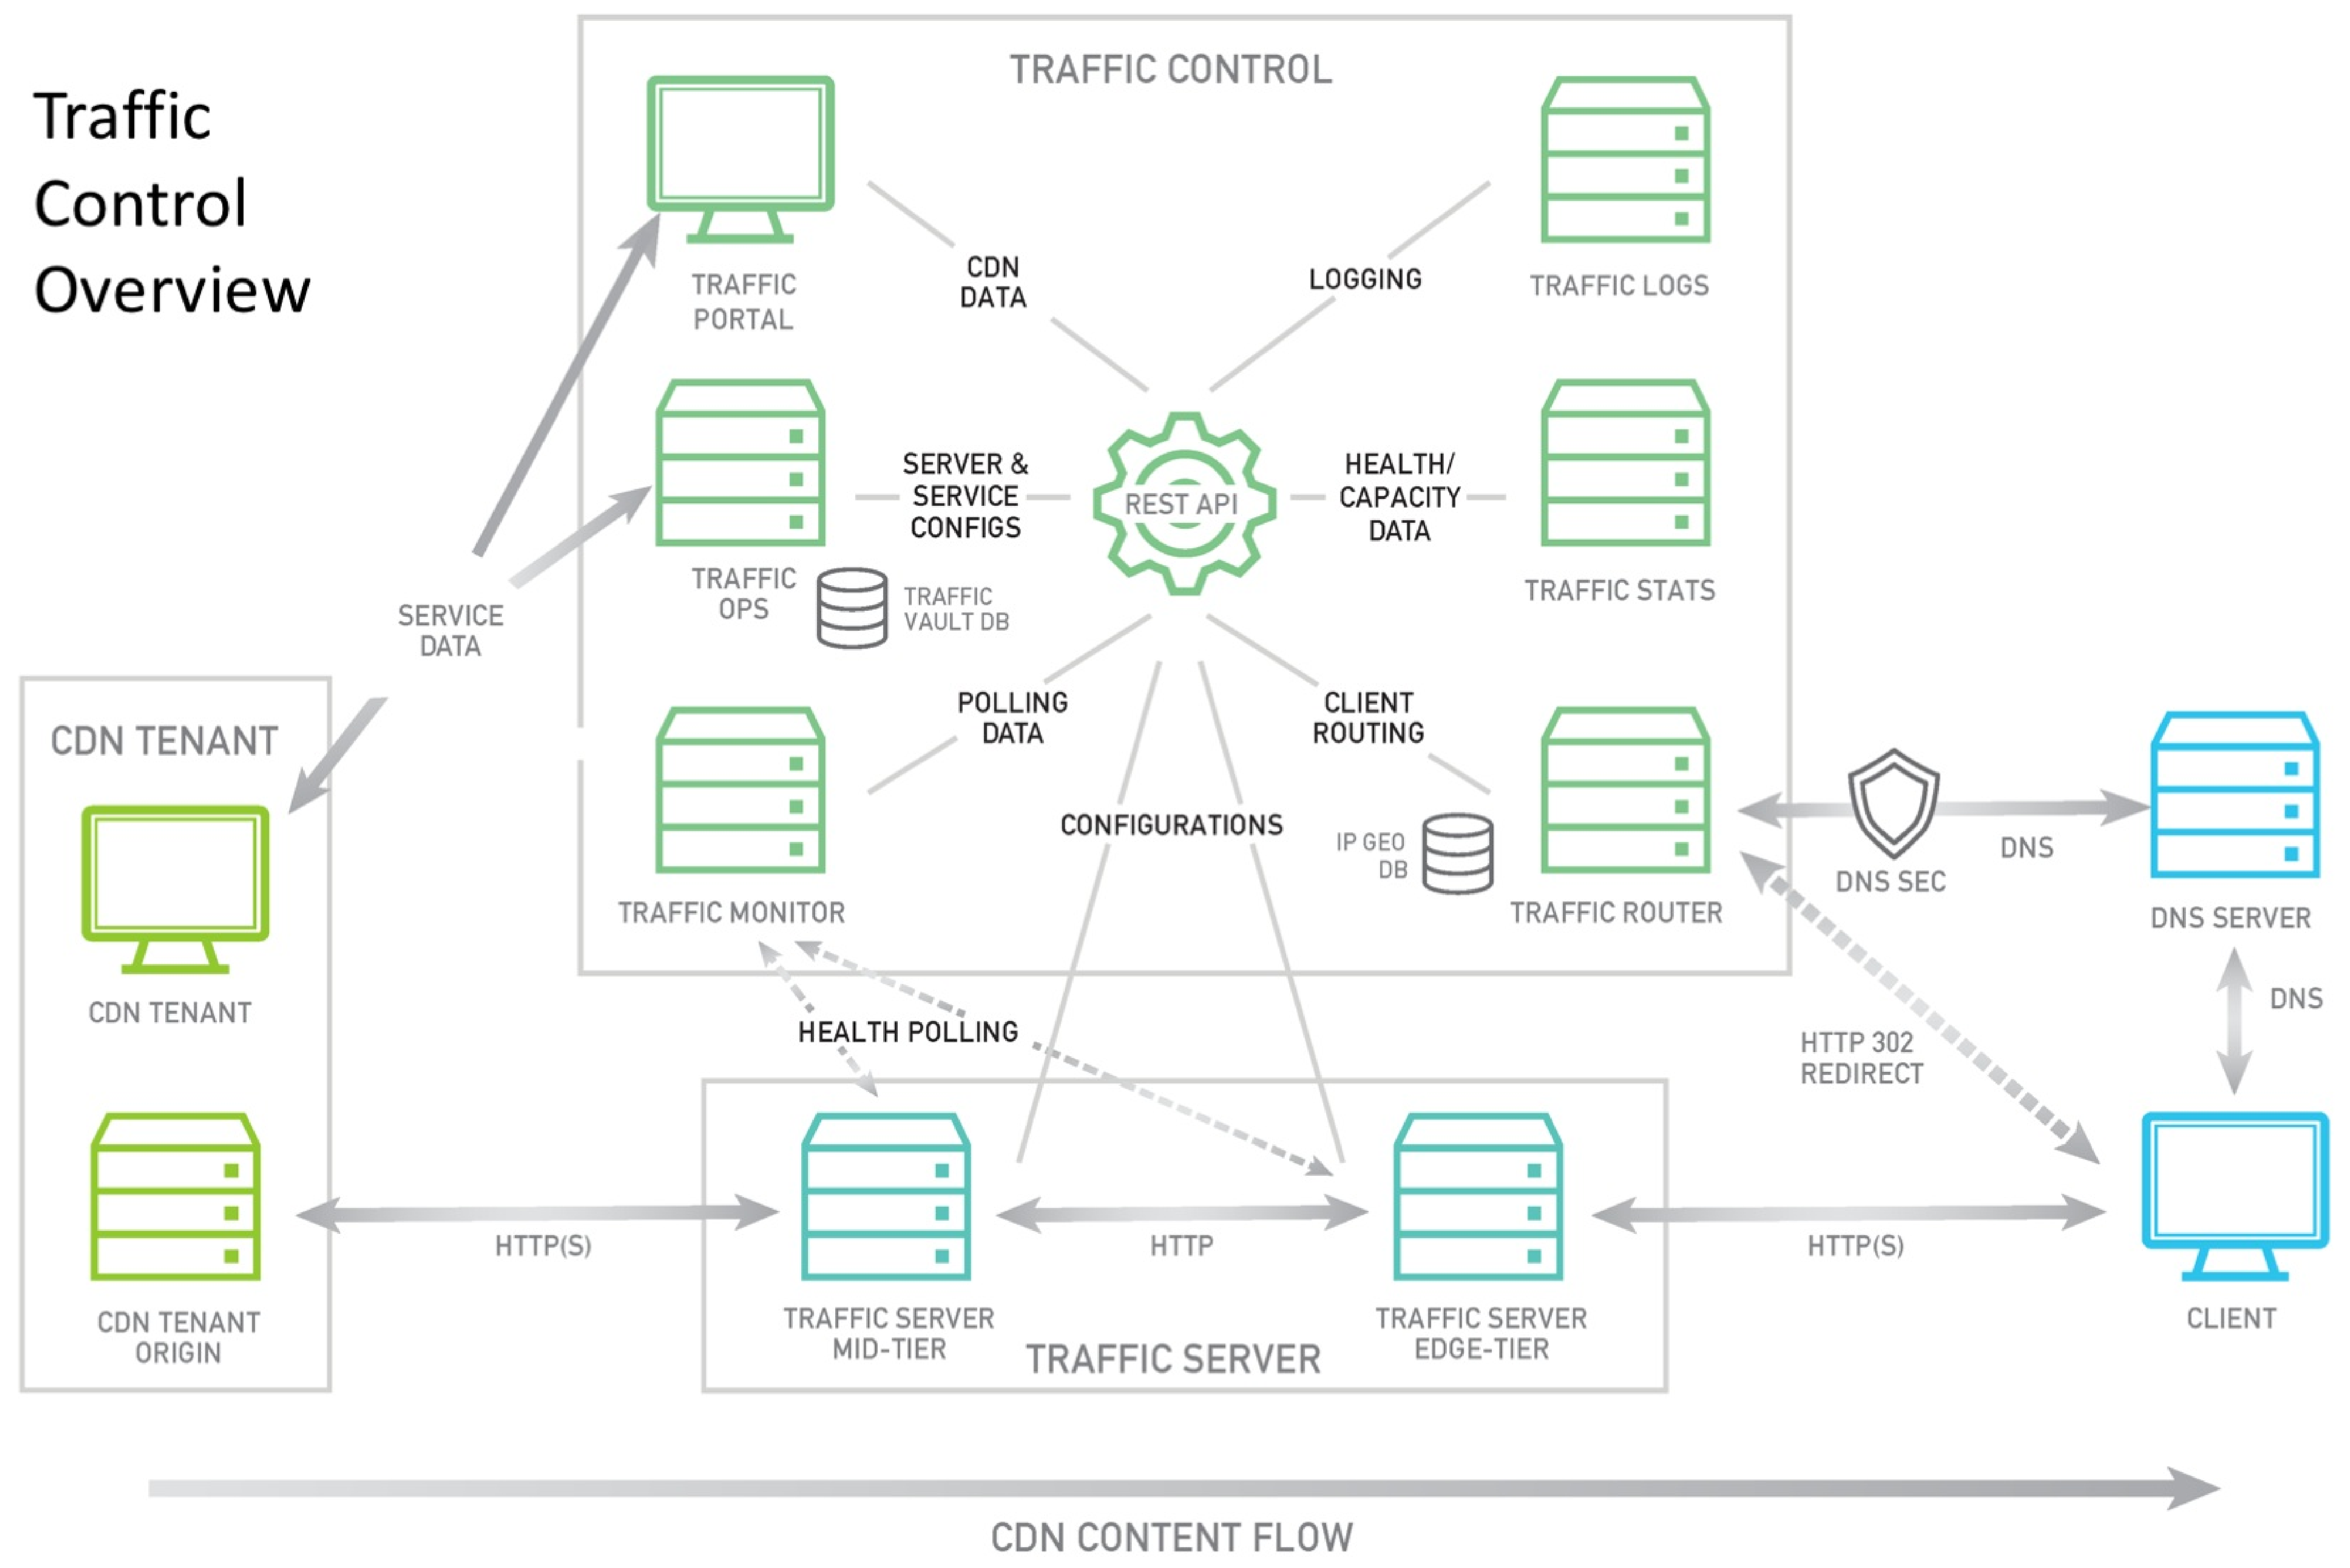 Traffic
Control
Overview
TRAFFIC CONTROL
TRAFFIC
PORTAL
CDN
DATA
LOGGING
TRAFFIC LOGS
SERVER &
SERVICE
CONFIGS
REST API
HEALTH/
CAPACITY
DATA
TRAFFIC
OPS
TRAFFIC
VAULT DB
TRAFFIC STATS
SERVICE
DATA
POLLING
DATA
CLIENT
ROUTING
CDN TENANT
CONFIGURATIONS
IP GEO
DB
DNS SEC
DNS
TRAFFIC MONITOR
TRAFFIC ROUTER
DNS SERVER
CDN TENANT
HEALTH POLLING
DNS
HTTP 302
REDIRECT
HTTP(S)
HTTP
HTTP(S)
CDN TENANT
ORIGIN
TRAFFIC SERVER
MID-TIER
TRAFFIC SERVER
TRAFFIC SERVER
EDGE-TIER
CLIENT
CDN CONTENT FLOW